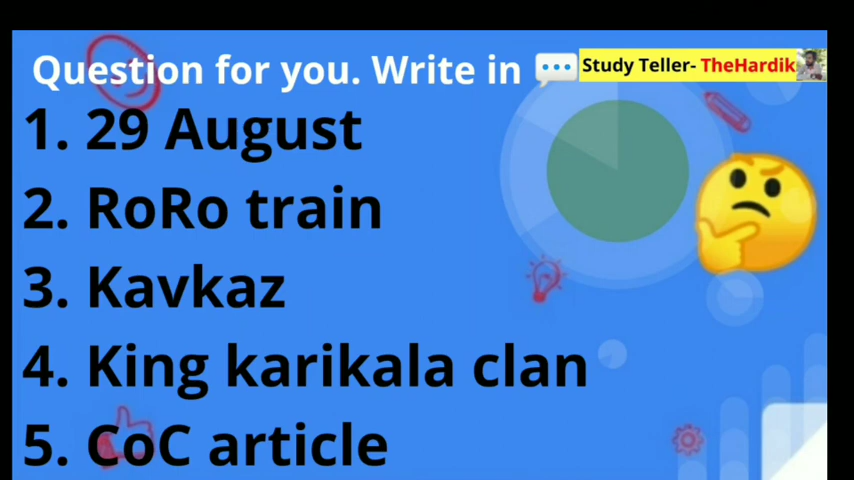 Question for you. Write in
Study Teller- TheHardik
1. 29 August
2. RoRo train
3. Kavkaz
4. King karikala clan
5. CoC article